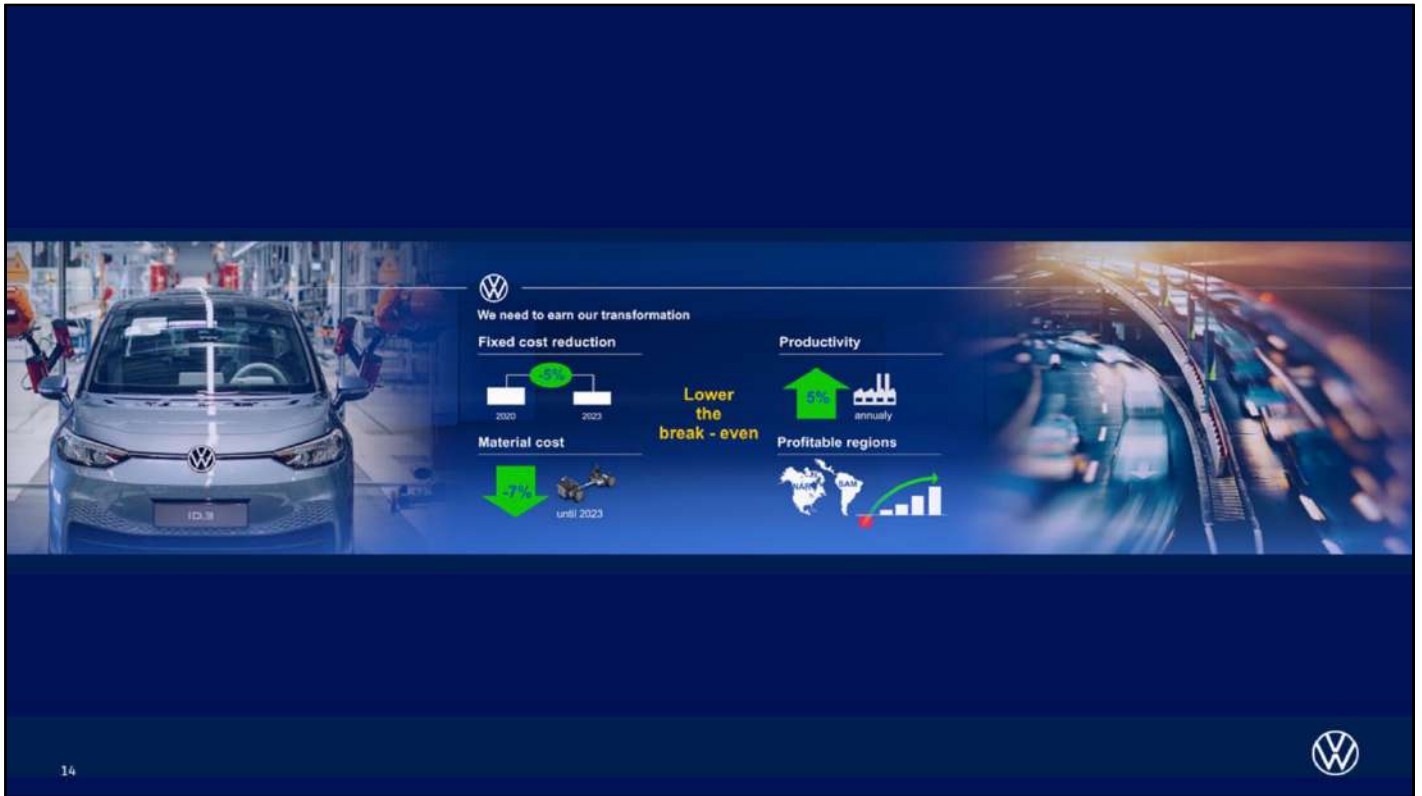 We need to earn our transformation
Fixed cost reduction
-5%
2020 2023
Material cost
-7%
until 2023
Lower
the
break - even
Productivity
5%
annualy
Profitable regions
NAR SAM
ID.3
14